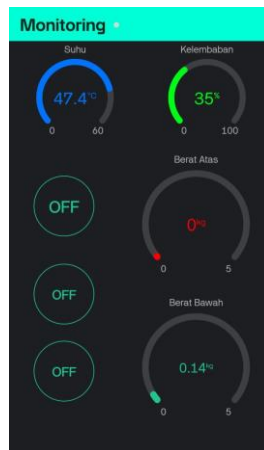 Monitoring
Suhu Kelembaban
47.4°C 35%
0 60 0 100
Berat Atas
OFF
0kg
0 5
OFF
Berat Bawah
OFF
0.14kg
0 5